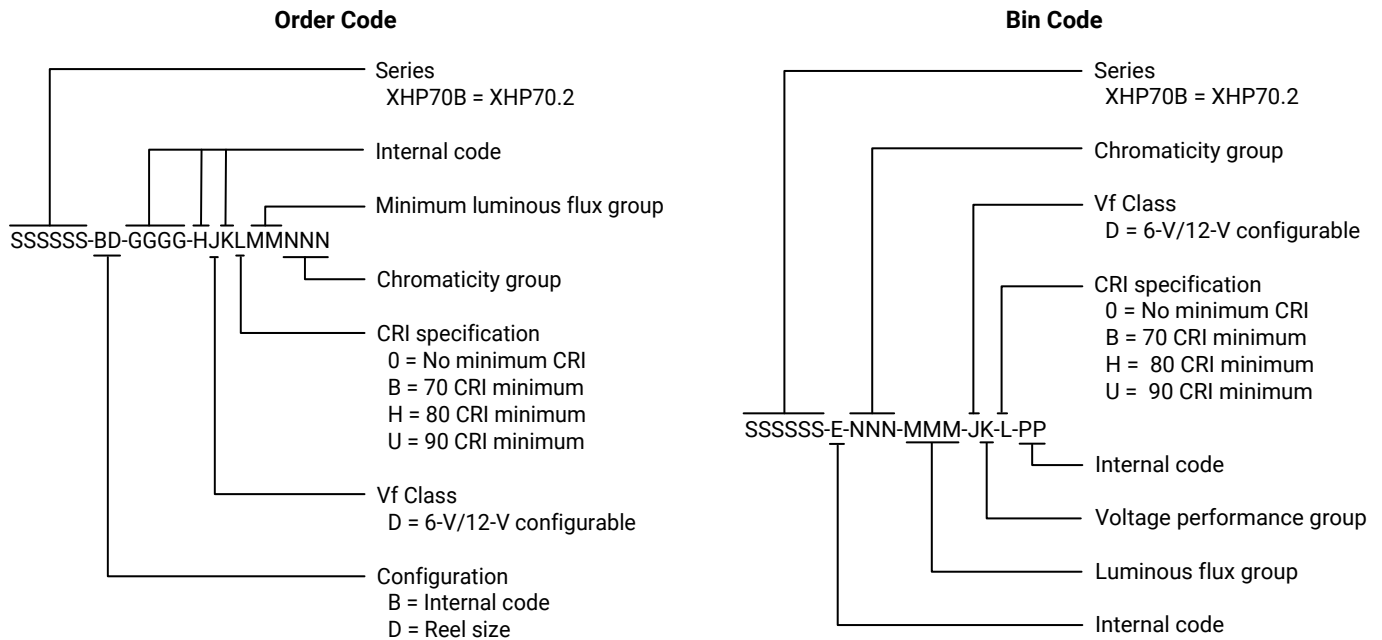 Order Code
Series
XHP70B = XHP70.2
Internal code
Minimum luminous flux group
SSSSSS-BD-GGGG-HJKLMMNNN
Chromaticity group
CRI specification
0 = No minimum CRI
B = 70 CRI minimum
H = 80 CRI minimum
U = 90 CRI minimum
Vf Class
D = 6-V/12-V configurable
Configuration
B = Internal code
D = Reel size
Bin Code
Series
XHP70B = XHP70.2
Chromaticity group
Vf Class
D = 6-V/12-V configurable
CRI specification
0 = No minimum CRI
B = 70 CRI minimum
H = 80 CRI minimum
U = 90 CRI minimum
SSSSSS-E-NNN-MMM-JK-L-PP
Internal code
Voltage performance group
Luminous flux group
Internal code